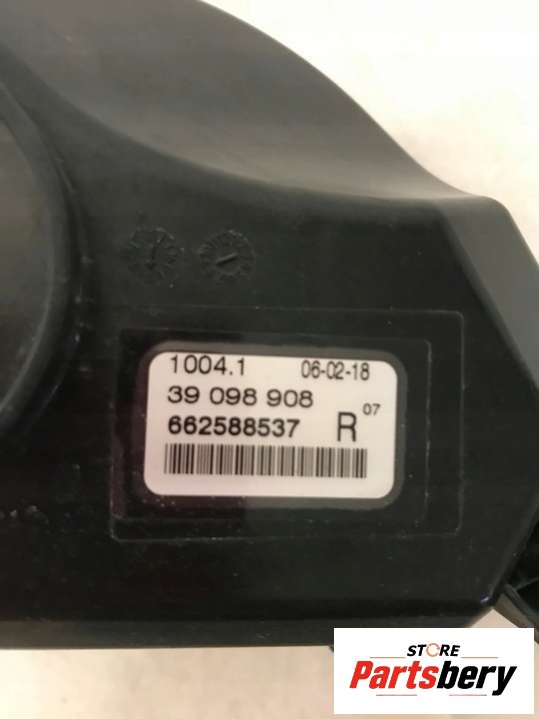 1004.1 06-02-18
39 098 908
662588537 R 07
STORE
Partsbery